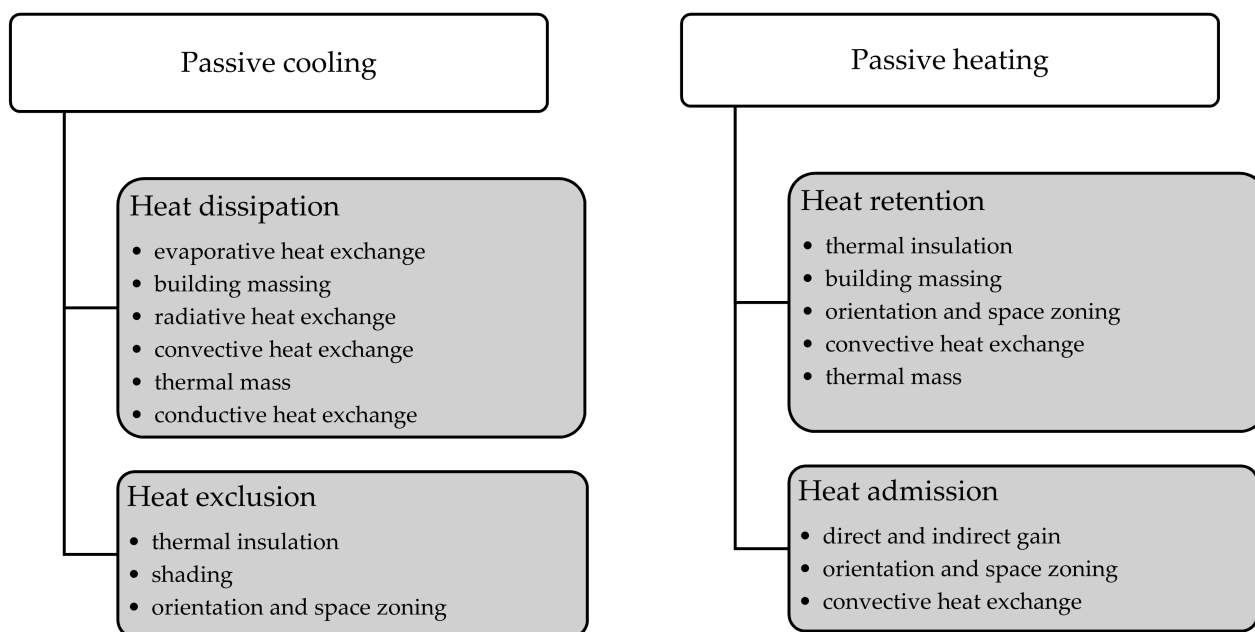 Passive cooling
Heat dissipation
• evaporative heat exchange
• building massing
• radiative heat exchange
• convective heat exchange
• thermal mass
• conductive heat exchange
Heat exclusion
• thermal insulation
• shading
• orientation and space zoning
Passive heating
Heat retention
• thermal insulation
• building massing
• orientation and space zoning
• convective heat exchange
• thermal mass
Heat admission
• direct and indirect gain
• orientation and space zoning
• convective heat exchange